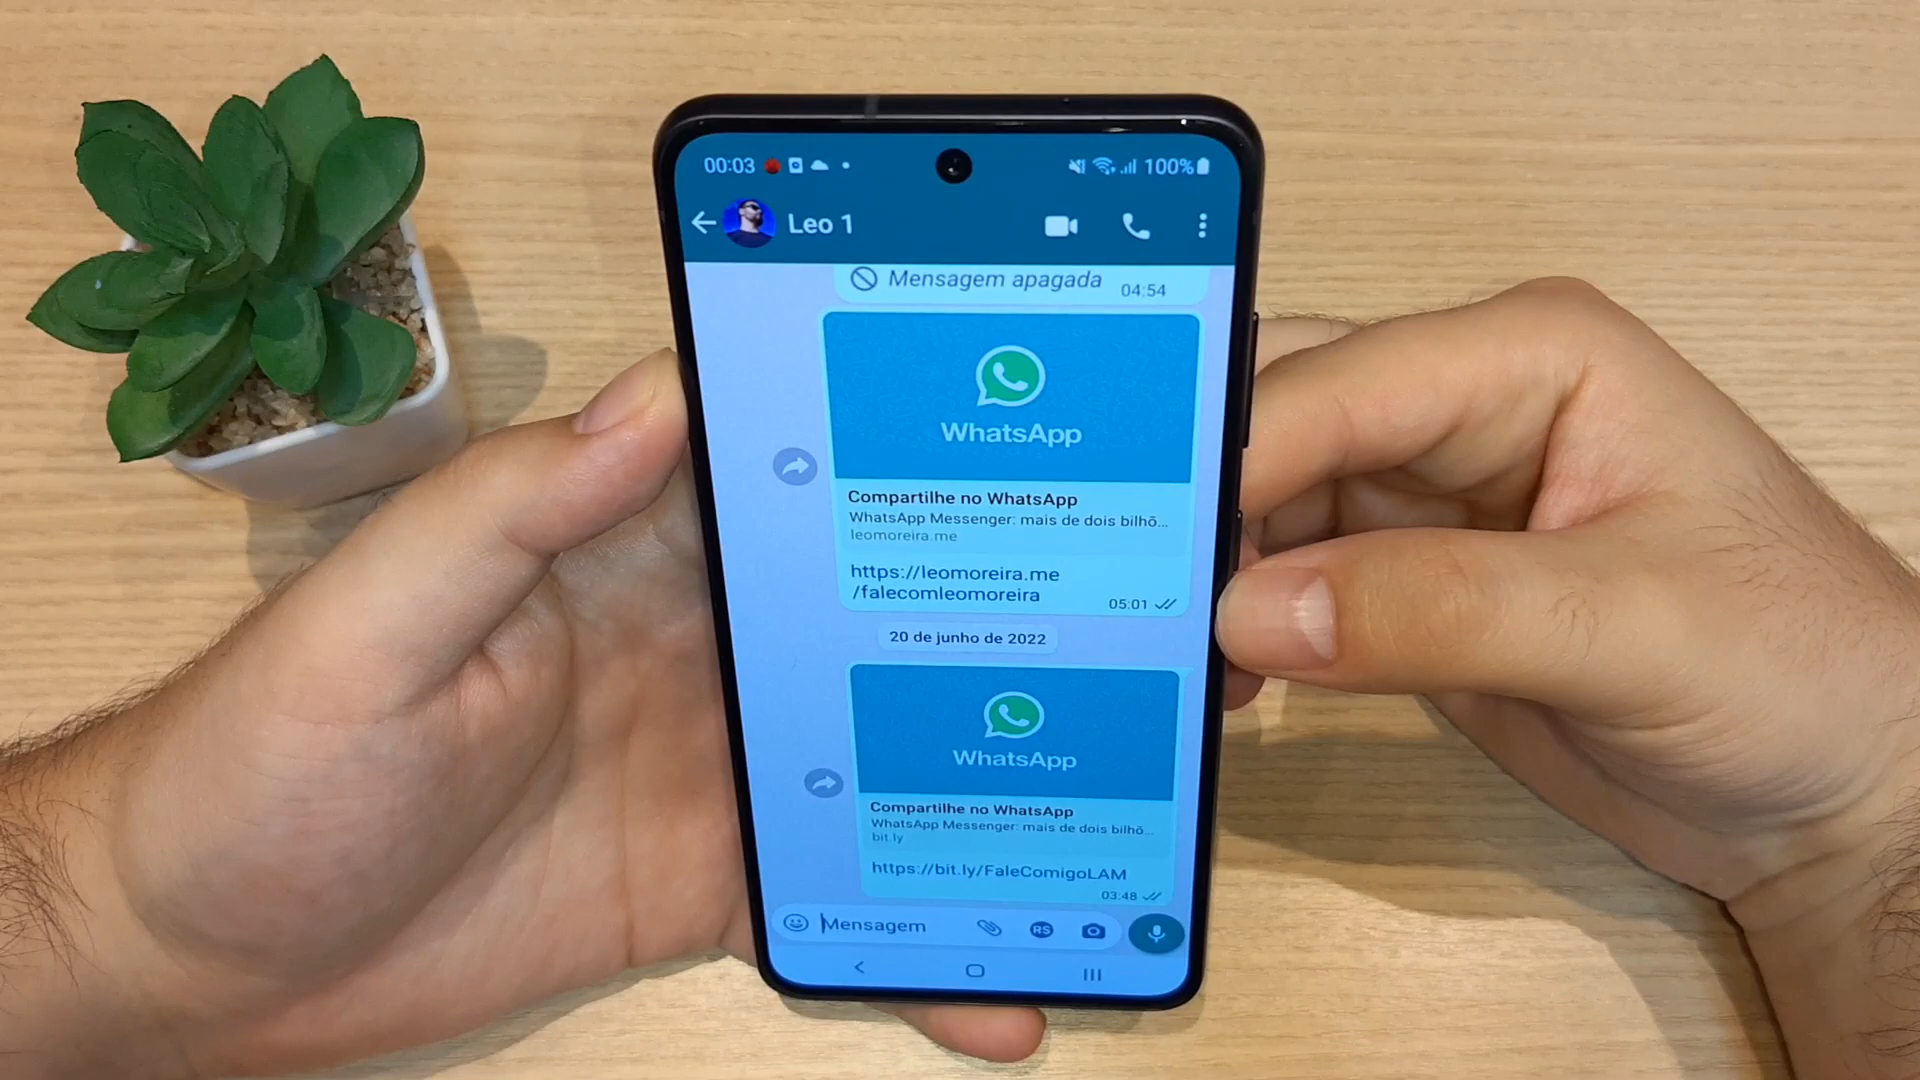 00:03
100%
Leo 1
Mensagem apagada
04:54
WhatsApp
Compartilhe no WhatsApp
WhatsApp Messenger: mais de dois bilhõ...
leomoreira.me
https://leomoreira.me
/falecomleomoreira
05:01
20 de junho de 2022
WhatsApp
Compartilhe no WhatsApp
WhatsApp Messenger: mais de dois bilhõ...
bit.ly
https://bit.ly/FaleComigoLAM
03:48
Mensagem
R$